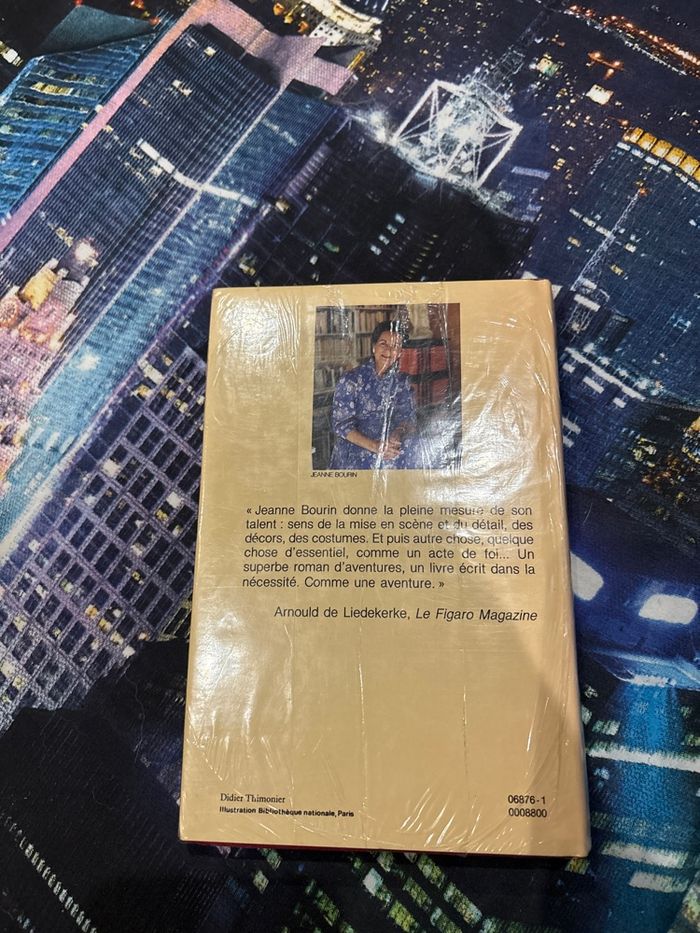 JEANNE BOURIN
« Jeanne Bourin donne la pleine mesure de son
talent : sens de la mise en scène et du détail, des
décors, des costumes. Et puis autre chose, quelque
chose d'essentiel, comme un acte de foi... Un
superbe roman d'aventures, un livre écrit dans la
nécessité. Comme une aventure. »
Arnould de Liedekerke, Le Figaro Magazine
Didier Thimonier
Illustration Bibliothèque nationale, Paris
06876-1
0008800